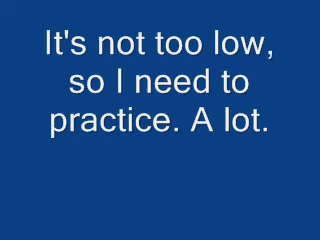 It's not too low,
so I need to
practice. A lot.